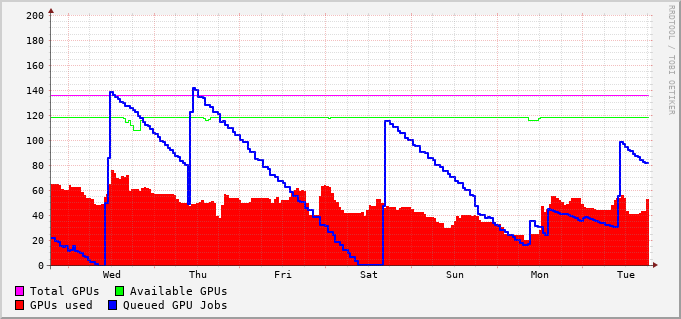 RRDTOOL / TOBI OETIKER
200
180
160
140
120
100
80
60
40
20
0
Wed Thu Fri Sat Sun Mon Tue
Total GPUs Available GPUs
GPUs used Queued GPU Jobs